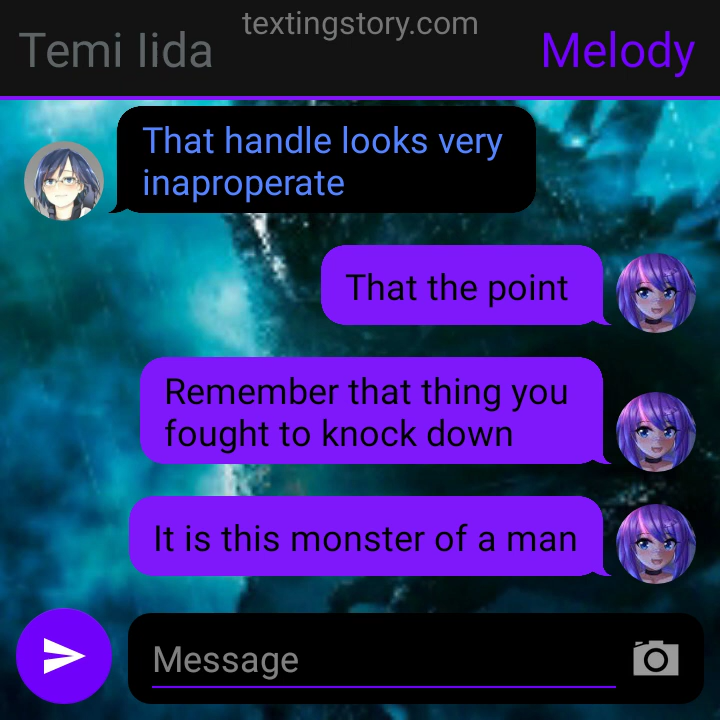 textingstory.com
Temi Iida
Melody
That handle looks very
inaproperate
That the point
Remember that thing you
fought to knock down
It is this monster of a man
Message